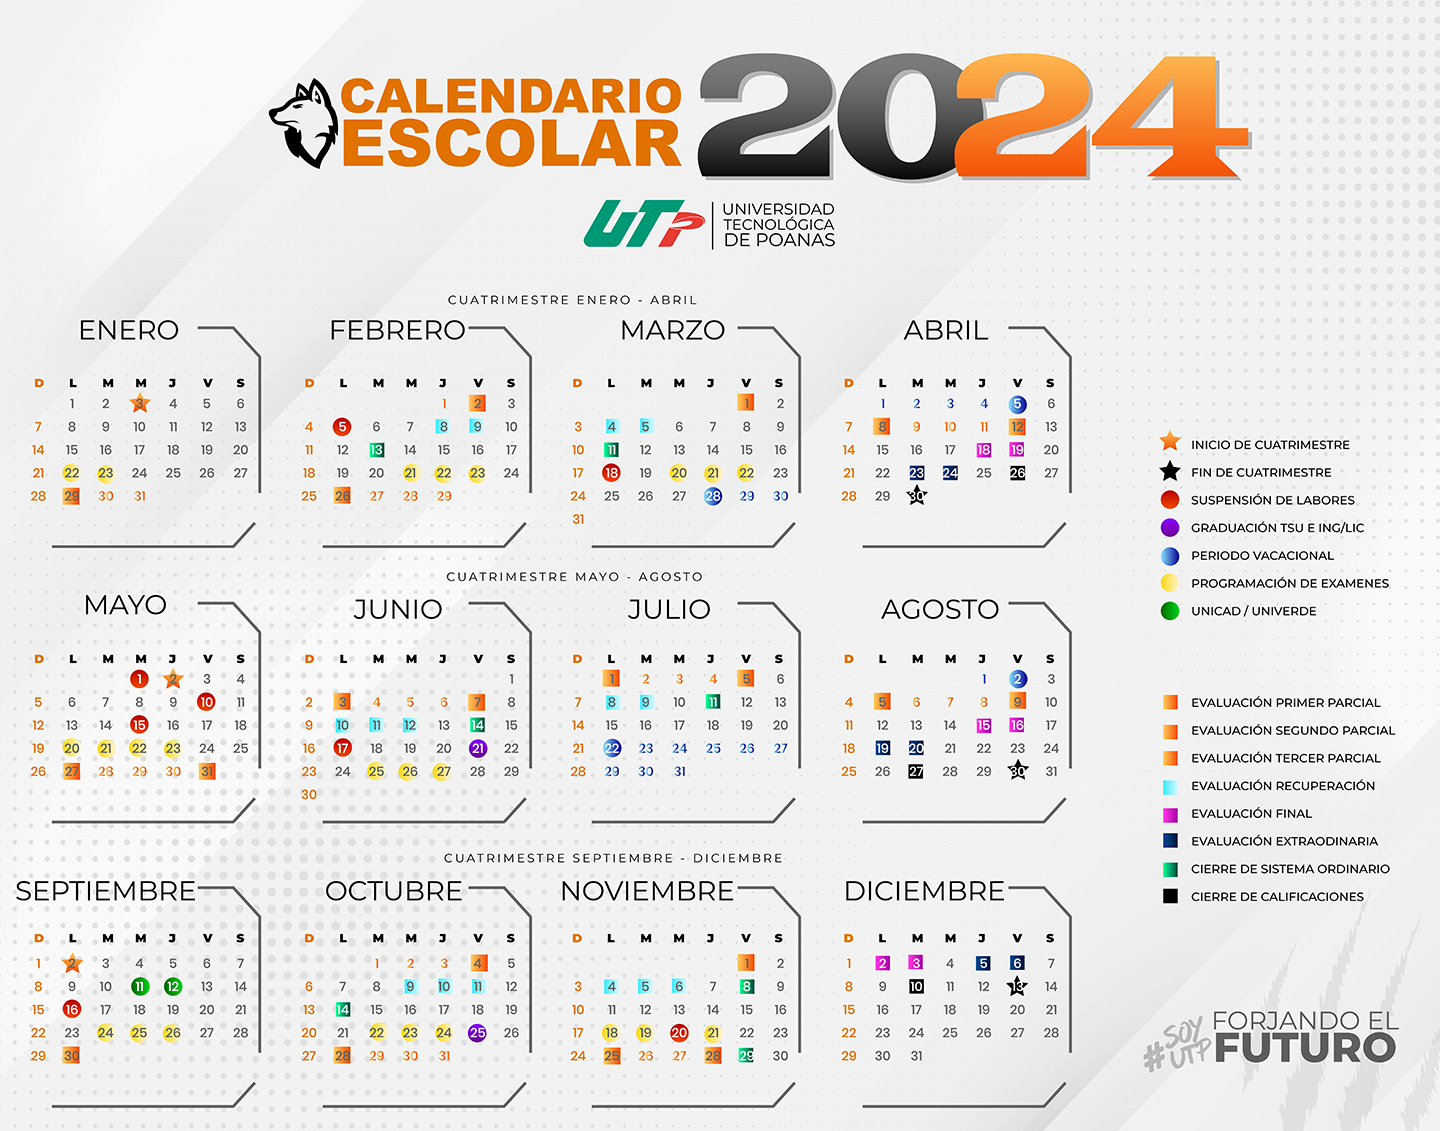 CALENDARIO
ESCOLAR
2024
UTP
UNIVERSIDAD
TECNOLÓGICA
DE POANAS
CUATRIMESTRE ENERO - ABRIL
ENERO
D L M M J V S
1 2 3 4 5 6
7 8 9 10 11 12 13
14 15 16 17 18 19 20
21 22 23 24 25 26 27
28 29 30 31
FEBRERO
D L M M J V S
1 2 3
4 5 6 7 8 9 10
11 12 13 14 15 16 17
18 19 20 21 22 23 24
25 26 27 28 29
MARZO
D L M M J V S
1 2
3 4 5 6 7 8 9
10 11 12 13 14 15 16
17 18 19 20 21 22 23
24 25 26 27 28 29 30
31
ABRIL
D L M M J V S
1 2 3 4 5 6
7 8 9 10 11 12 13
14 15 16 17 18 19 20
21 22 23 24 25 26 27
28 29 30
CUATRIMESTRE MAYO - AGOSTO
MAYO
D L M M J V S
1 2 3 4
5 6 7 8 9 10 11
12 13 14 15 16 17 18
19 20 21 22 23 24 25
26 27 28 29 30 31
JUNIO
D L M M J V S
1
2 3 4 5 6 7 8
9 10 11 12 13 14 15
16 17 18 19 20 21 22
23 24 25 26 27 28 29
30
JULIO
D L M M J V S
1 2 3 4 5 6
7 8 9 10 11 12 13
14 15 16 17 18 19 20
21 22 23 24 25 26 27
28 29 30 31
AGOSTO
D L M M J V S
1 2 3
4 5 6 7 8 9 10
11 12 13 14 15 16 17
18 19 20 21 22 23 24
25 26 27 28 29 30 31
CUATRIMESTRE SEPTIEMBRE - DICIEMBRE
SEPTIEMBRE
D L M M J V S
1 2 3 4 5 6 7
8 9 10 11 12 13 14
15 16 17 18 19 20 21
22 23 24 25 26 27 28
29 30
OCTUBRE
D L M M J V S
1 2 3 4 5
6 7 8 9 10 11 12
13 14 15 16 17 18 19
20 21 22 23 24 25 26
27 28 29 30 31
NOVIEMBRE
D L M M J V S
1 2
3 4 5 6 7 8 9
10 11 12 13 14 15 16
17 18 19 20 21 22 23
24 25 26 27 28 29 30
DICIEMBRE
D L M M J V S
1 2 3 4 5 6 7
8 9 10 11 12 13 14
15 16 17 18 19 20 21
22 23 24 25 26 27 28
29 30 31
INICIO DE CUATRIMESTRE
FIN DE CUATRIMESTRE
SUSPENSIÓN DE LABORES
GRADUACIÓN TSU E ING/LIC
PERIODO VACACIONAL
PROGRAMACIÓN DE EXAMENES
UNICAD / UNIVERDE
EVALUACIÓN PRIMER PARCIAL
EVALUACIÓN SEGUNDO PARCIAL
EVALUACIÓN TERCER PARCIAL
EVALUACIÓN RECUPERACIÓN
EVALUACIÓN FINAL
EVALUACIÓN EXTRAODINARIA
CIERRE DE SISTEMA ORDINARIO
CIERRE DE CALIFICACIONES
#SOY
UTP
FORJANDO EL
FUTURO